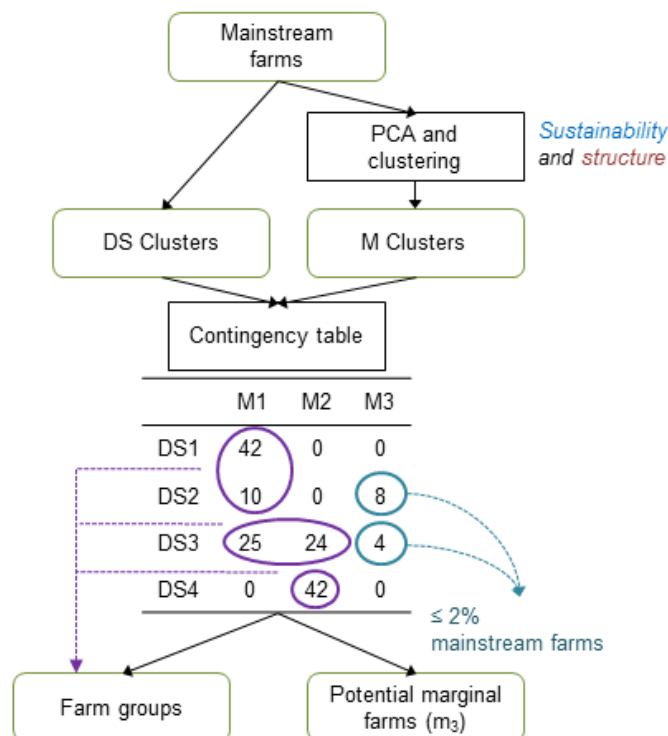 Mainstream
farms
PCA and
clustering
Sustainability
and structure
DS Clusters
M Clusters
Contingency table
M1 M2 M3
DS1 42 0 0
DS2 10 0 8
DS3 25 24 4
DS4 0 42 0
≤ 2%
mainstream farms
Farm groups
Potential marginal
farms (m₃)